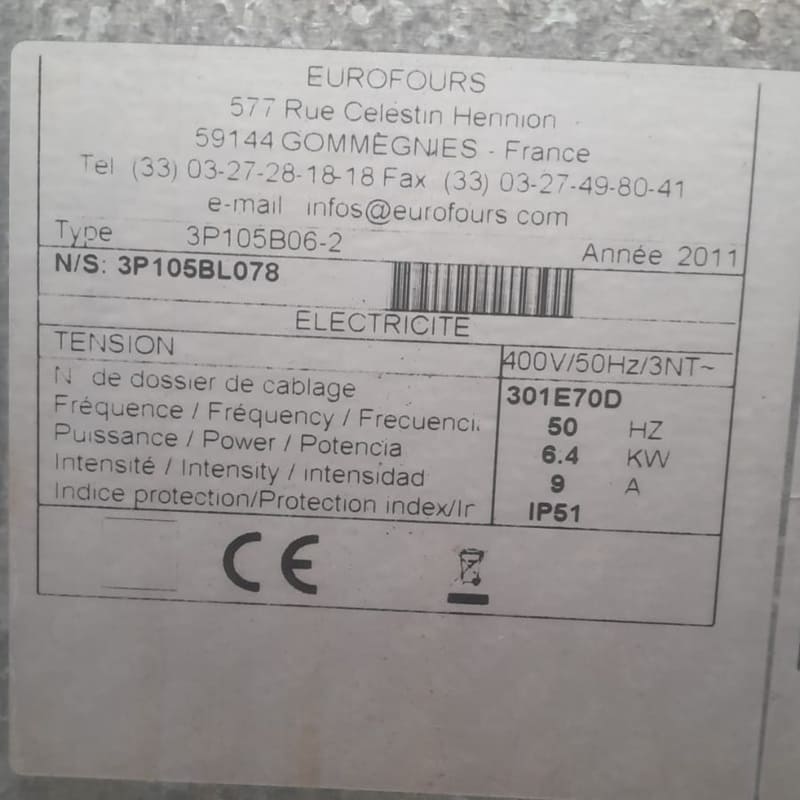 EUROFOURS
577 Rue Celestin Hennion
59144 GOMMEGNIES - France
Tel (33) 03-27-28-18-18 Fax (33) 03-27-49-80-41
e-mail infos@eurofours com
Type 3P105B06-2 Année 2011
N/S: 3P105BL078
ELECTRICITE
TENSION 400V/50Hz/3NT~
N de dossier de cablage 301E70D
Fréquence / Fréquency / Frecuenci. 50 HZ
Puissance / Power / Potencia 6.4 KW
Intensité / Intensity / intensidad 9 A
Indice protection/Protection index/Ir IP51
CE